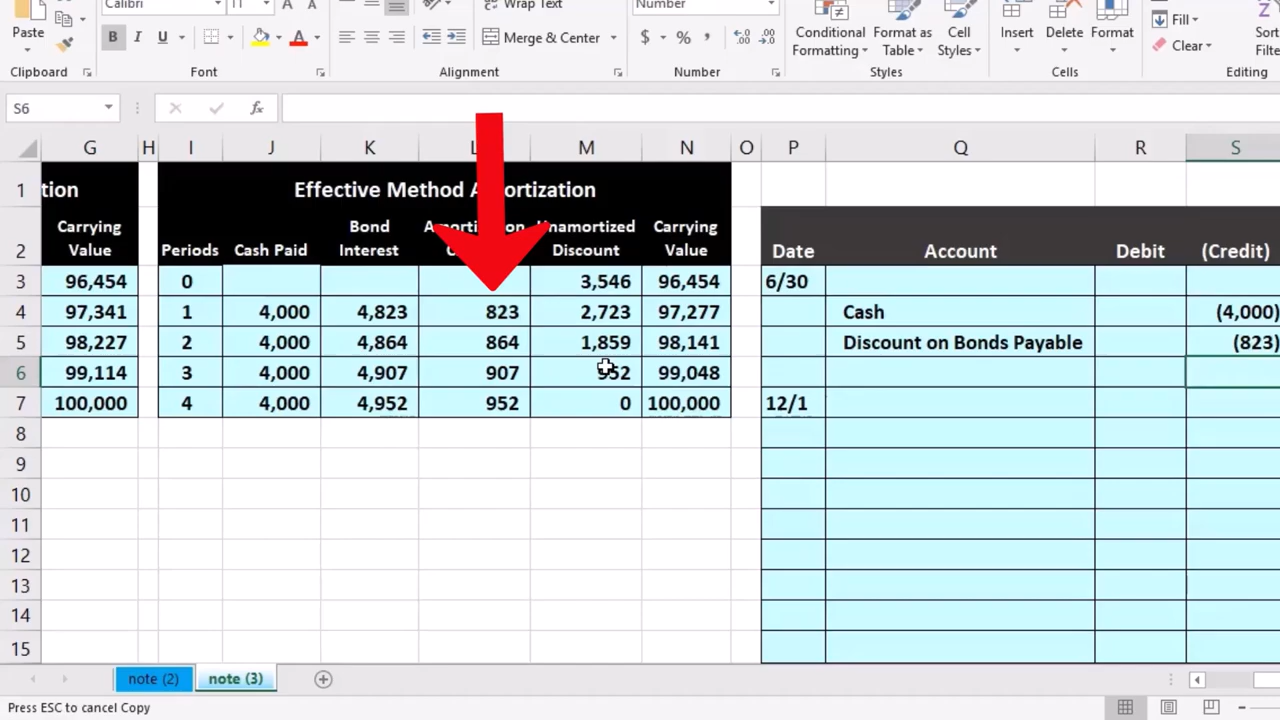 Calibri 11
Wrap Text
Number
Paste
B I U A
Merge & Center
$ % ,
Conditional Formatting
Format as Table
Cell Styles
Insert
Delete
Format
Fill
Clear
Sort
Filte
Clipboard
Font
Alignment
Number
Styles
Cells
Editing
S6
fx
G H I J K L M N O P Q R S
1 tion Effective Method
2 Carrying Value Periods Cash Paid Bond Interest Discount Carrying Value Date Account Debit (Credit)
3 96,454 0 3,546 96,454 6/30
4 97,341 1 4,000 4,823 823 2,723 97,277 Cash (4,000)
5 98,227 2 4,000 4,864 864 1,859 98,141 Discount on Bonds Payable (823)
6 99,114 3 4,000 4,907 907 952 99,048
7 100,000 4 4,000 4,952 952 0 100,000 12/1
8
9
10
11
12
13
14
15
note (2) note (3)
Press ESC to cancel Copy